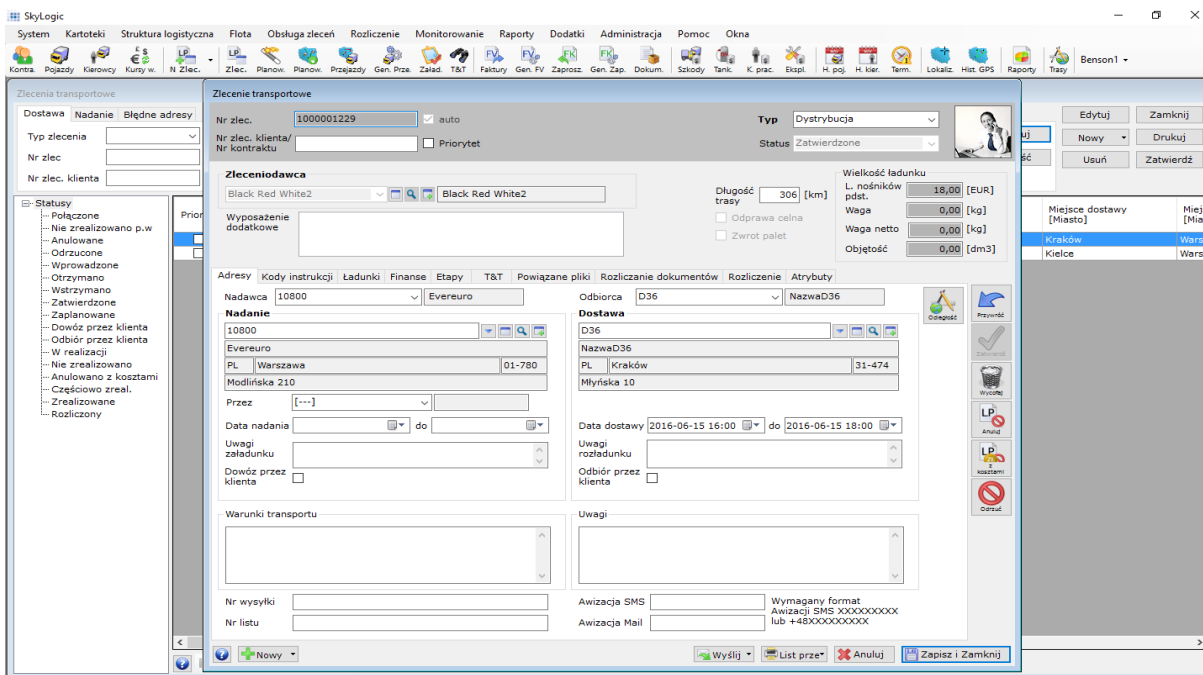 SkyLogic
System Kartoteki Struktura logistyczna Flota Obsługa zleceń Rozliczenie Monitorowanie Raporty Dodatki Administracja Pomoc Okna
Kontra. Pojazdy Kierowcy Kursy w. N Zlec. Zlec. Planow. Planow. Przejazdy Gen. Prze. Załad. T&T Faktury Gen. FV Zaprosz. Gen. Zap. Dokum. Szkody Tank. K. prac. Ekspl. H. poj. H. kier. Term. Lokaliz. Hist. GPS Raporty Trasy Benson1
Zlecenia transportowe
Dostawa Nadanie Błędne adresy
Typ zlecenia
Nr zlec
Nr zlec. klienta
Statusy
Połączone
Nie zrealizowano p.w
Anulowane
Odrzucone
Wprowadzone
Otrzymano
Wstrzymano
Zatwierdzone
Zaplanowane
Dowóz przez klienta
Odbiór przez klienta
W realizacji
Nie zrealizowano
Anulowano z kosztami
Częściowo zreal.
Zrealizowane
Rozliczony
Prior
Zlecenie transportowe
Nr zlec. 1000001229 auto Typ Dystrybucja
Nr zlec. klienta/
Nr kontraktu Priorytet Status Zatwierdzone
Zleceniodawca
Black Red White2 Black Red White2
Wyposażenie
dodatkowe
Długość
trasy 306 [km]
Odprawa celna
Zwrot palet
Wielkość ładunku
L. nośników
pdst. 18,00 [EUR]
Waga 0,00 [kg]
Waga netto 0,00 [kg]
Objętość 0,00 [dm3]
Adresy Kody instrukcji Ładunki Finanse Etapy T&T Powiązane pliki Rozliczanie dokumentów Rozliczenie Atrybuty
Nadawca 10800 Evereuro
Nadanie
10800
Evereuro
PL Warszawa 01-780
Modlińska 210
Przez [---]
Data nadania do
Uwagi
załadunku
Dowóz przez
klienta
Odbiorca D36 NazwaD36
Dostawa
D36
NazwaD36
PL Kraków 31-474
Młyńska 10
Data dostawy 2016-06-15 16:00 do 2016-06-15 18:00
Uwagi
rozładunku
Odbiór przez
klienta
Warunki transportu
Uwagi
Nr wysyłki
Nr listu
Awizacja SMS
Awizacja Mail
Wymagany format
Awizacji SMS XXXXXXXXX
lub +48XXXXXXXXX
Odległość
Przywróć
Zatwierdź
Wycofaj
LP
Anuluj
LP
z
kosztami
Odrzuć
Nowy Wyślij List prze Anuluj Zapisz i Zamknij
uj
ść
Edytuj Zamknij
Nowy Drukuj
Usuń Zatwierdź
Miejsce dostawy
[Miasto]
Miej
[Mia
Kraków Wars
Kielce Wars